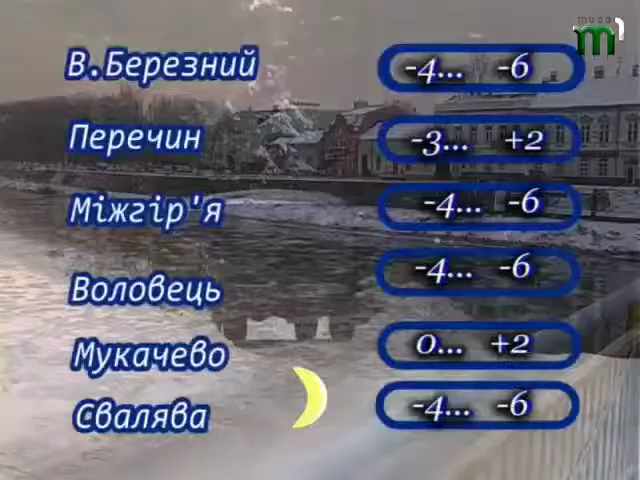 В.Березний -4... -6
Перечин -3... +2
Міжгір'я -4... -6
Воловець -4... -6
Мукачево 0... +2
Свалява -4... -6